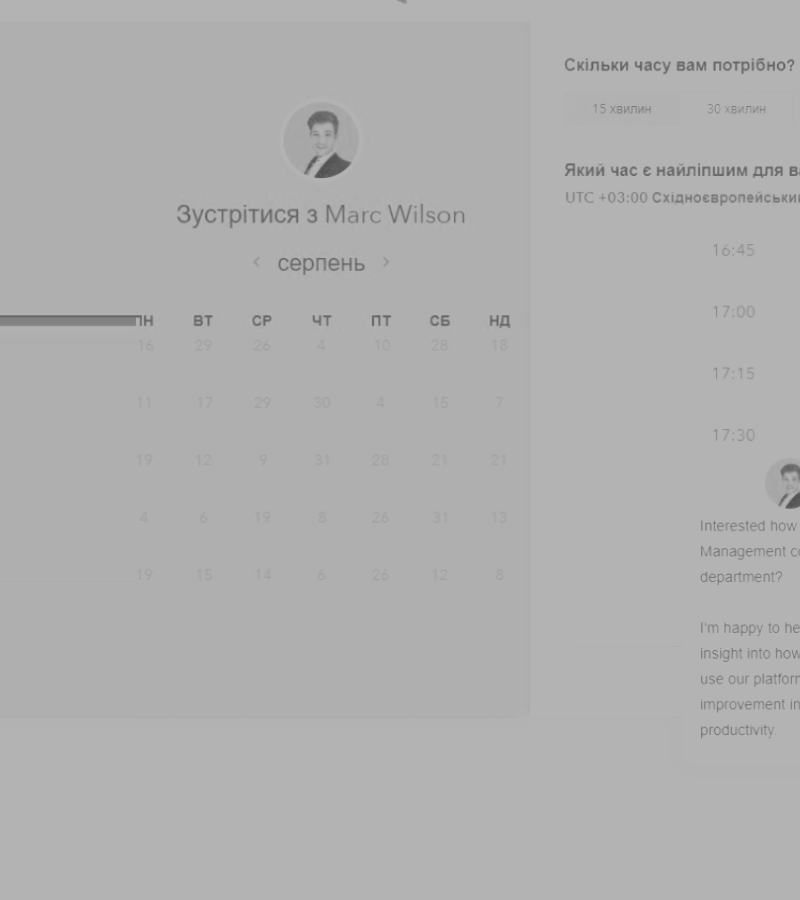 Зустрітися з Marc Wilson
серпень
ПН ВТ СР ЧТ ПТ СБ НД
16 29 26 4 10 28 18
11 17 29 30 4 15 7
19 12 9 31 28 21 21
4 6 19 8 26 31 13
19 15 14 6 26 12 8
Скільки часу вам потрібно?
15 хвилин 30 хвилин
Який час є найліпшим для ва
UTC +03:00 Східноєвропейський
16:45
17:00
17:15
17:30
Interested how
Management co
department?
I'm happy to he
insight into how
use our platform
improvement in
productivity.